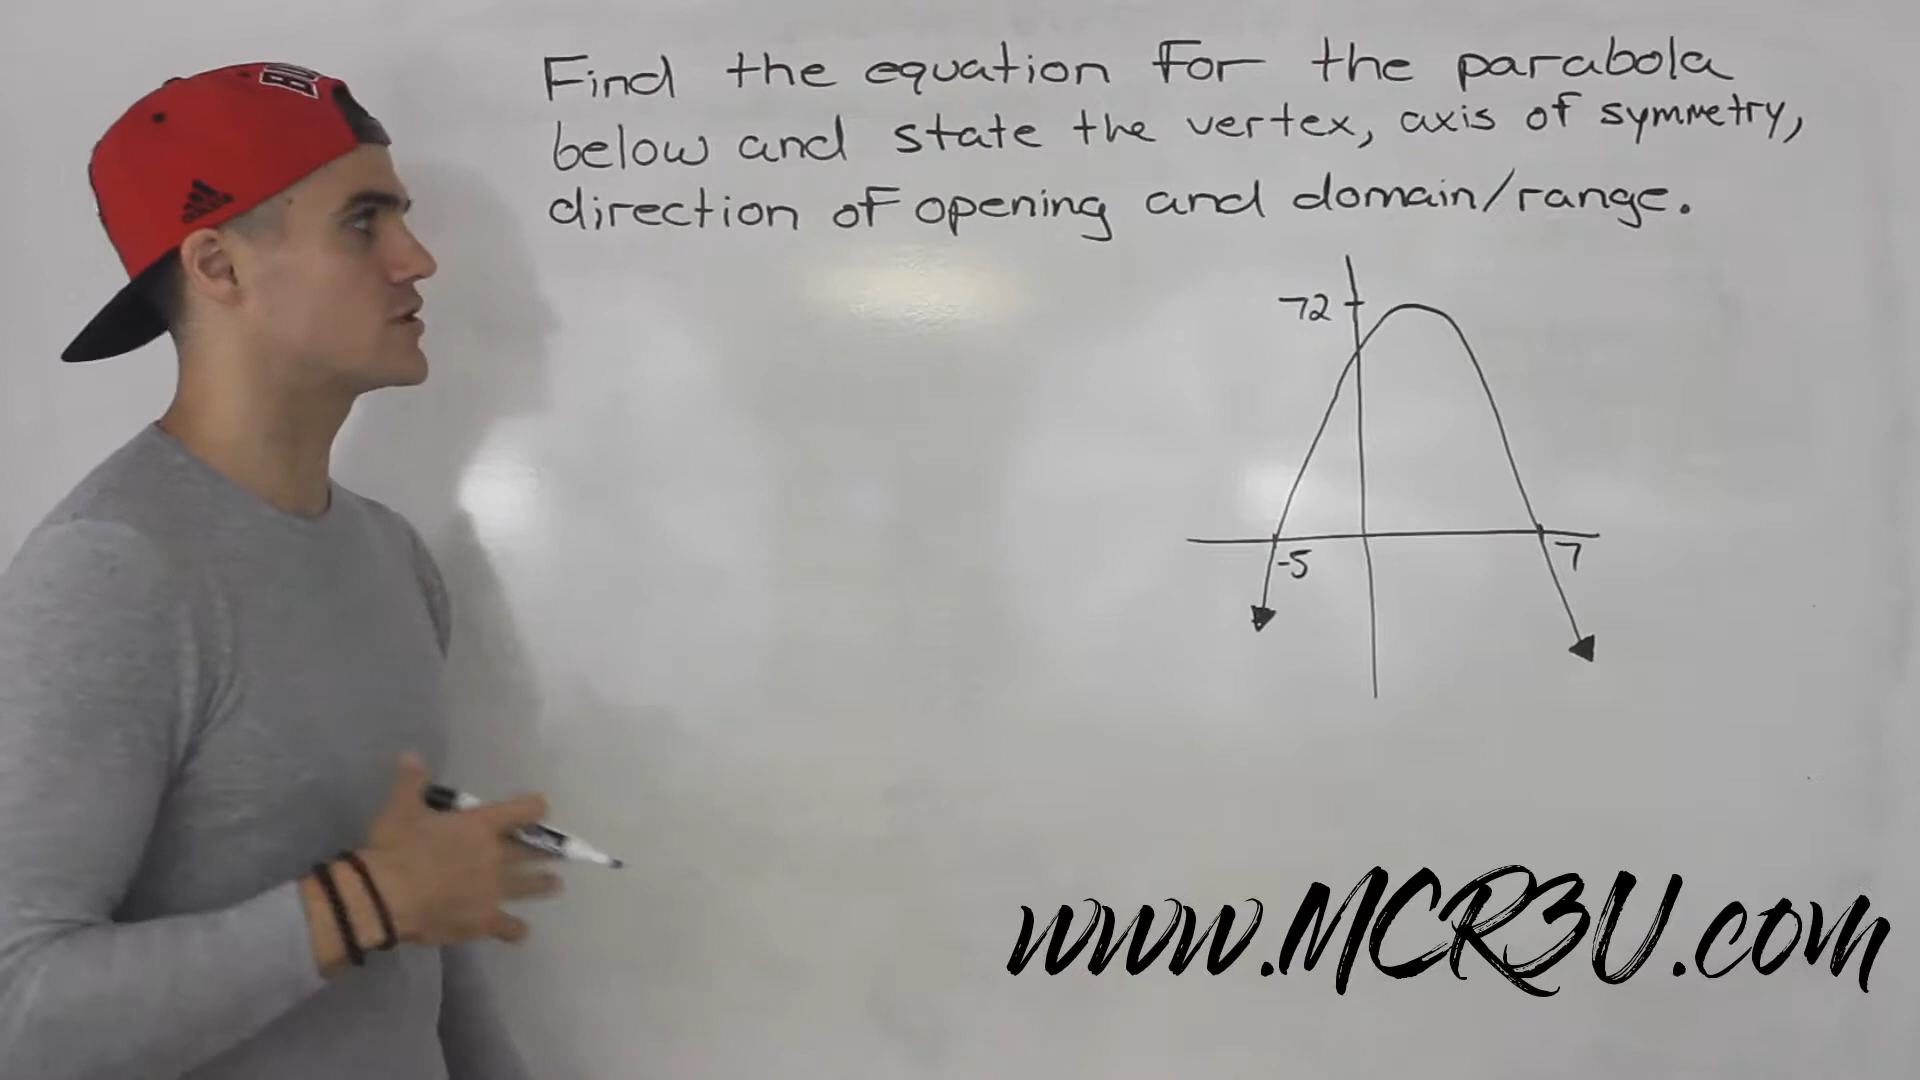 Find the equation for the parabola
below and state the vertex, axis of symmetry,
direction of opening and domain/range.
72
-5
7
www.MCR3U.com